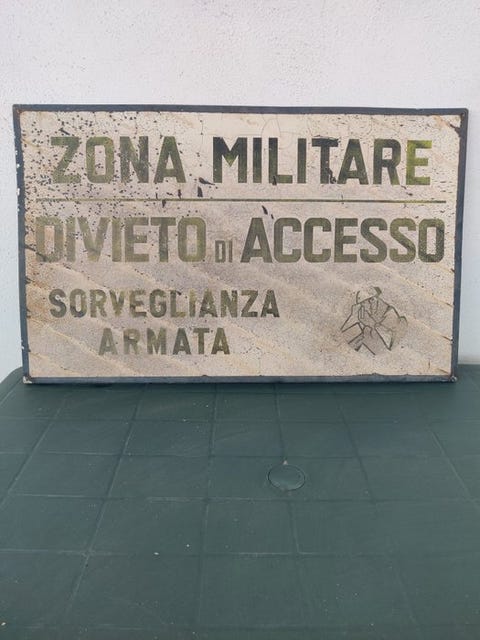 ZONA MILITARE
DIVIETO DI ACCESSO
SORVEGLIANZA
ARMATA